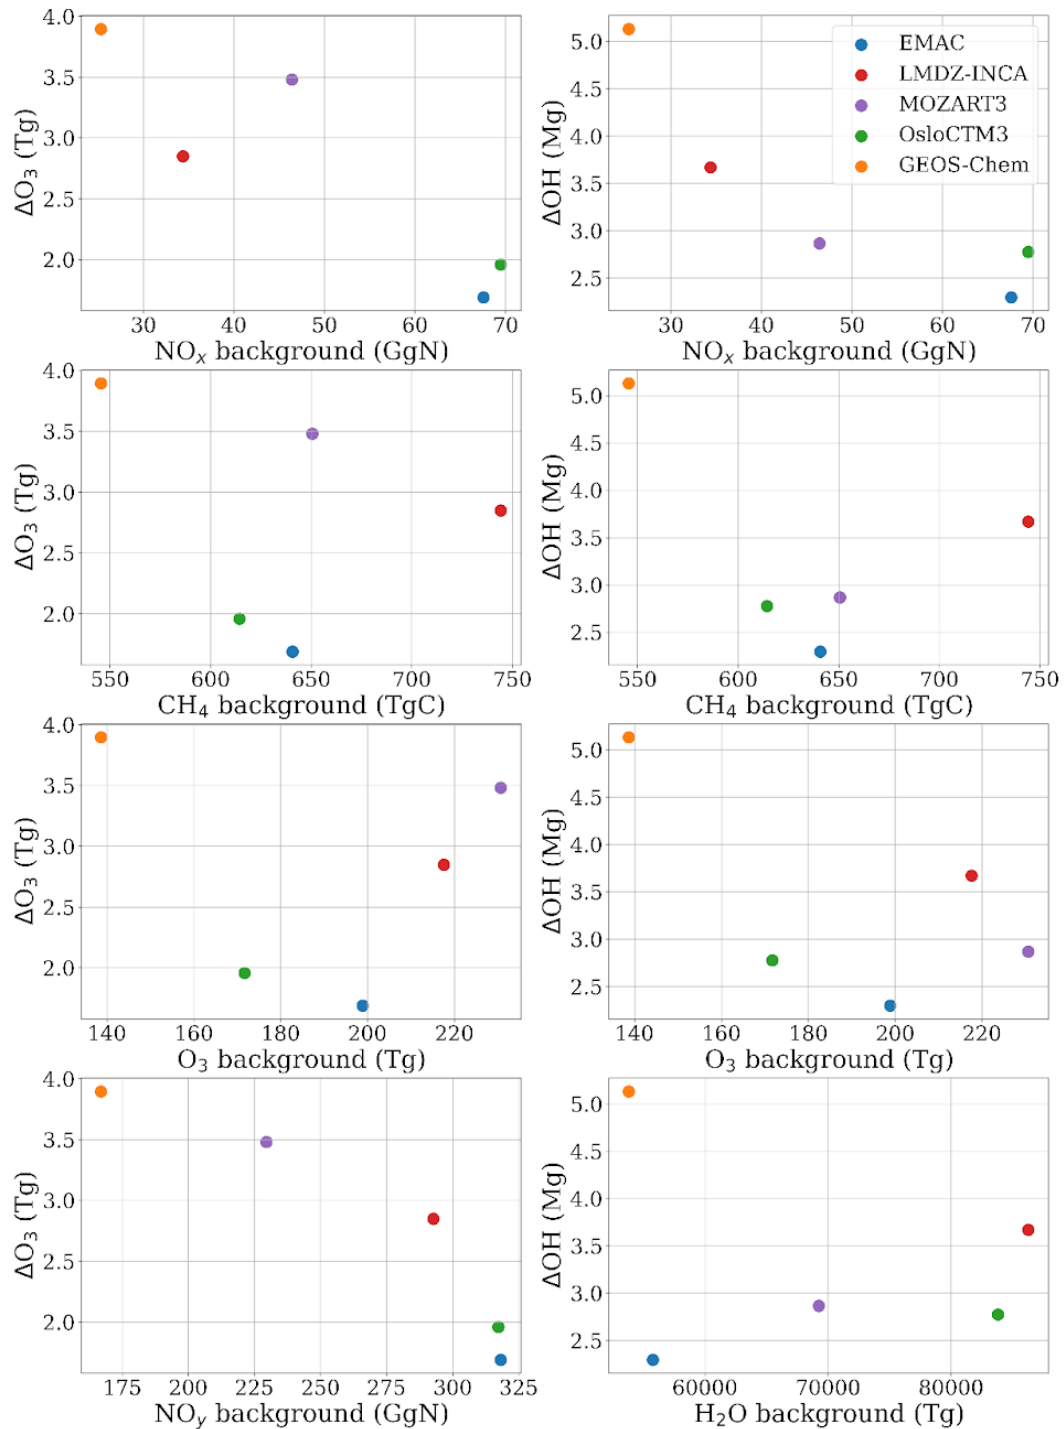 4.0
3.5
3.0
2.5
2.0
ΔO₃ (Tg)
30 40 50 60 70
NOₓ background (GgN)
5.0
4.5
4.0
3.5
3.0
2.5
ΔOH (Mg)
30 40 50 60 70
NOₓ background (GgN)
EMAC
LMDZ-INCA
MOZART3
OsloCTM3
GEOS-Chem
4.0
3.5
3.0
2.5
2.0
ΔO₃ (Tg)
550 600 650 700 750
CH₄ background (TgC)
5.0
4.5
4.0
3.5
3.0
2.5
ΔOH (Mg)
550 600 650 700 750
CH₄ background (TgC)
4.0
3.5
3.0
2.5
2.0
ΔO₃ (Tg)
140 160 180 200 220
O₃ background (Tg)
5.0
4.5
4.0
3.5
3.0
2.5
ΔOH (Mg)
140 160 180 200 220
O₃ background (Tg)
4.0
3.5
3.0
2.5
2.0
ΔO₃ (Tg)
175 200 225 250 275 300 325
NOᵧ background (GgN)
5.0
4.5
4.0
3.5
3.0
2.5
ΔOH (Mg)
60000 70000 80000
H₂O background (Tg)